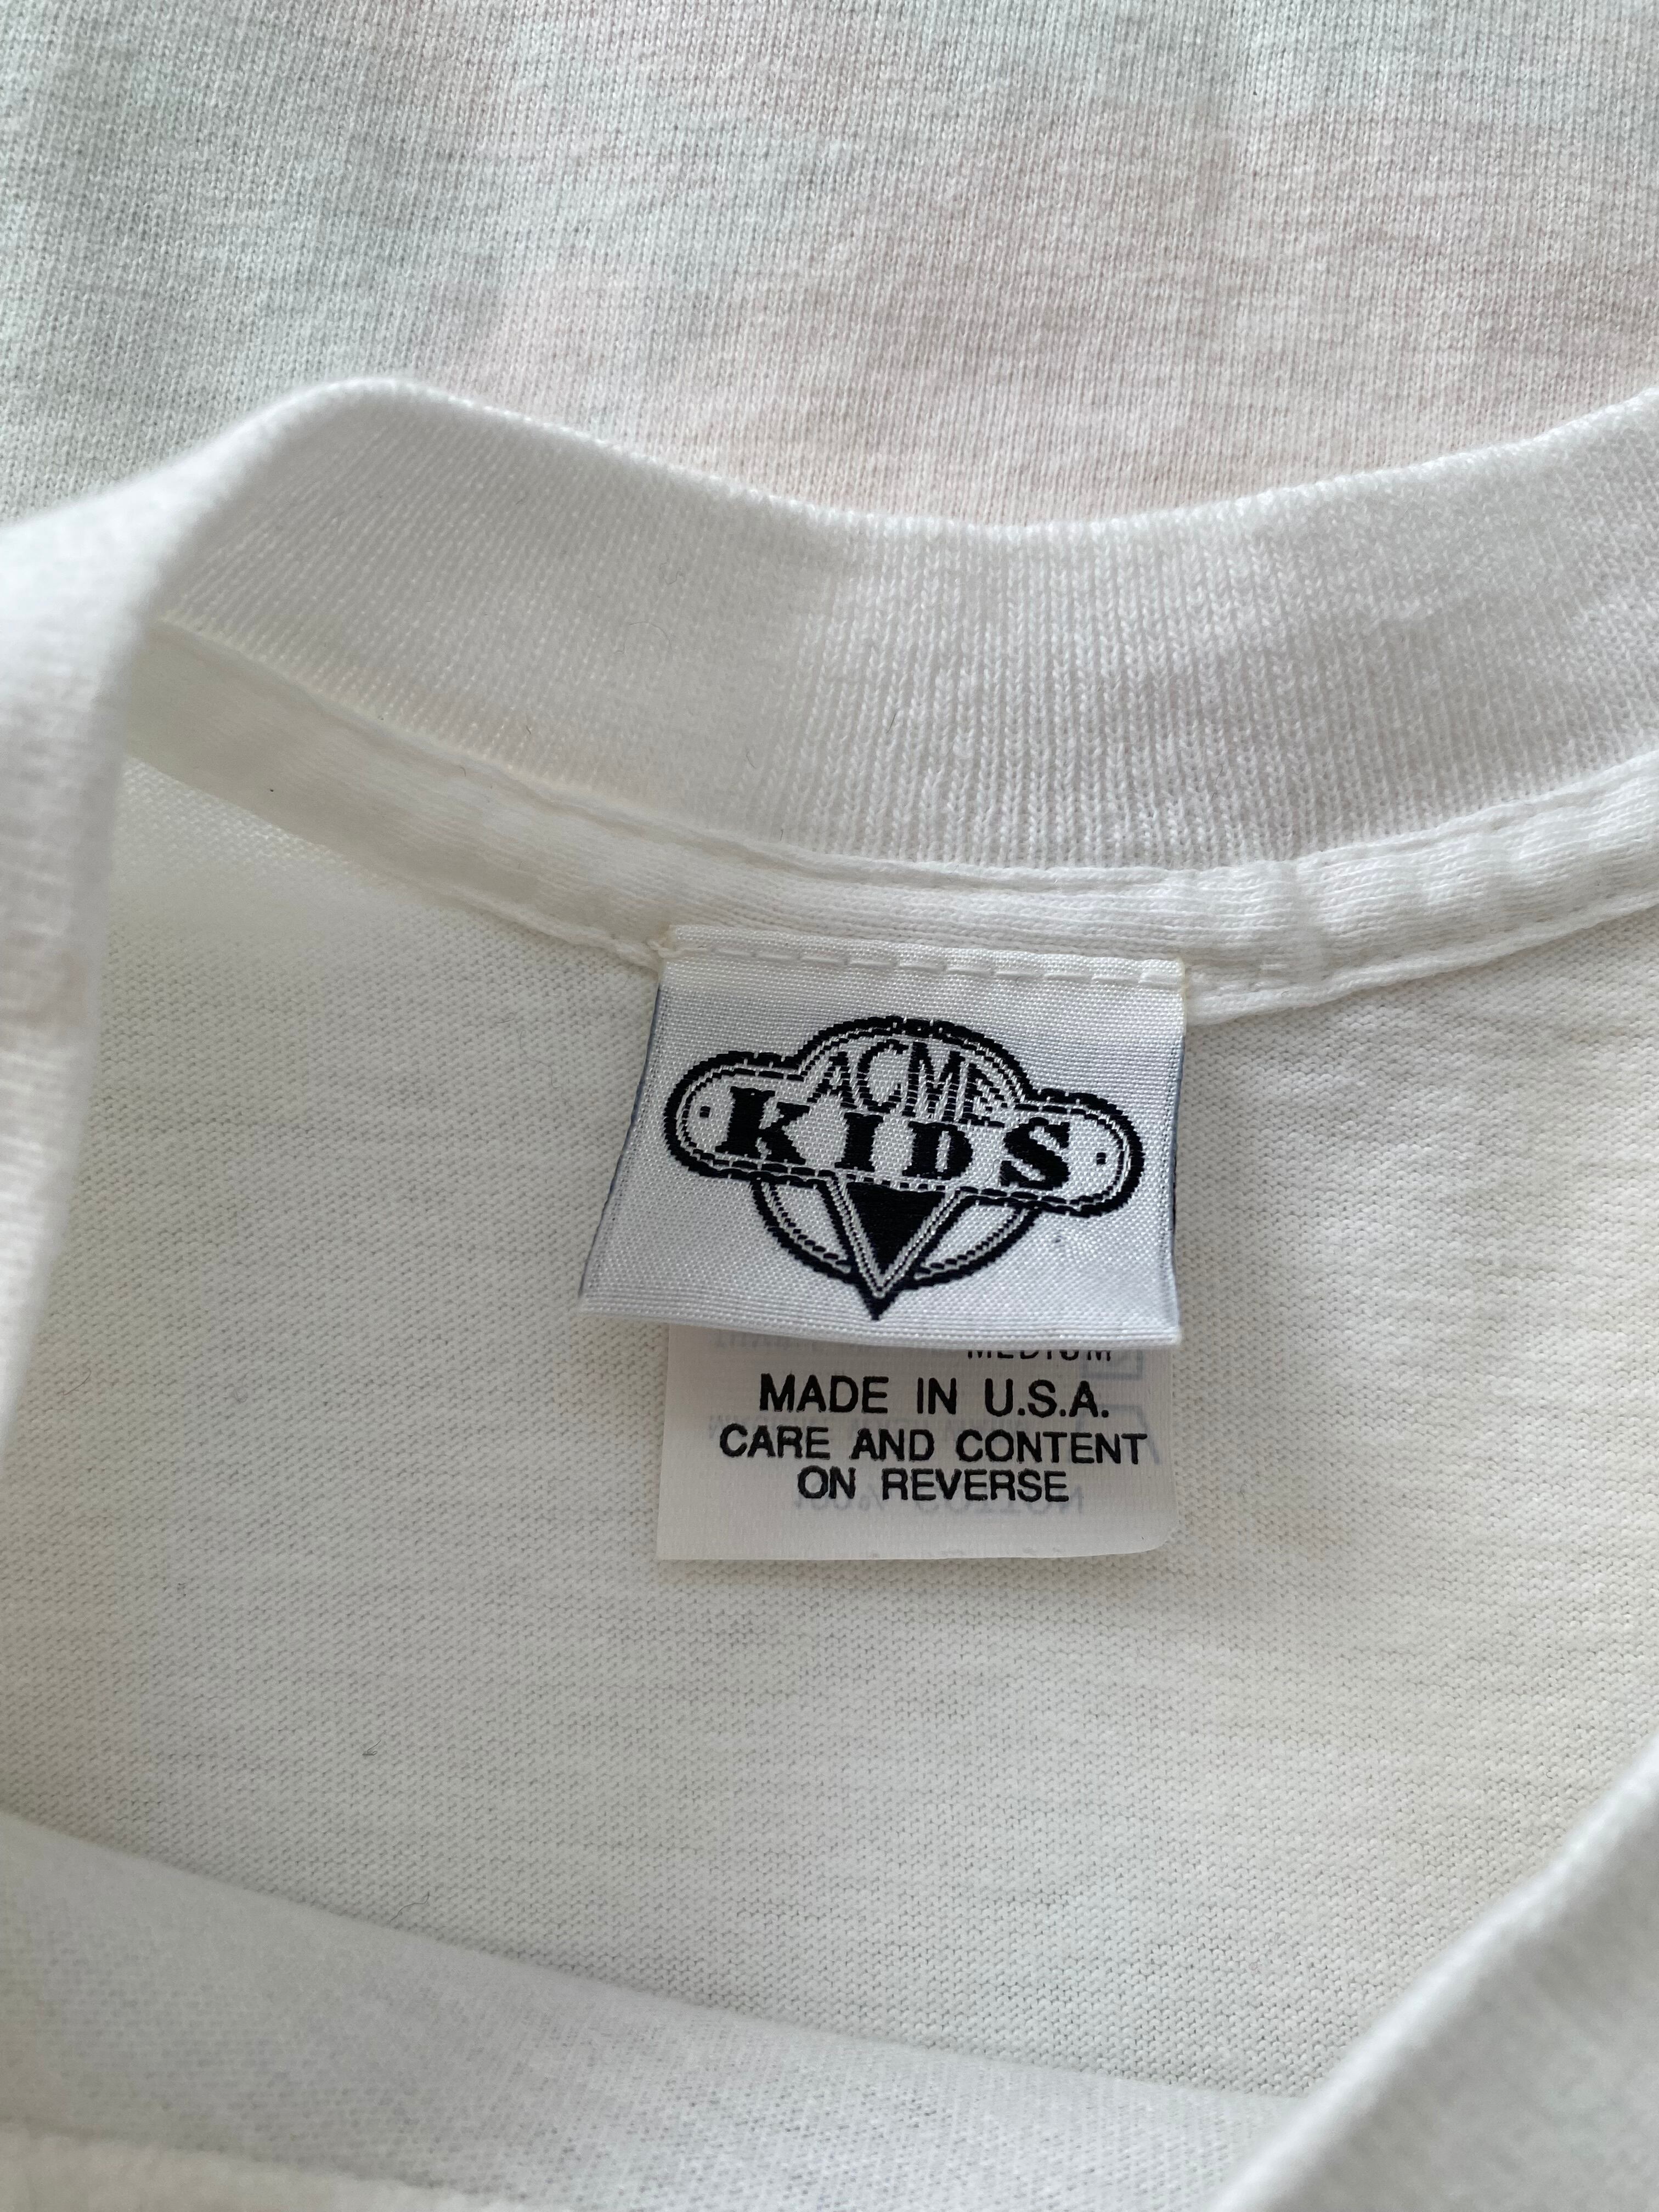 ACME
KIDS
MEDIUM
MADE IN U.S.A.
CARE AND CONTENT
ON REVERSE